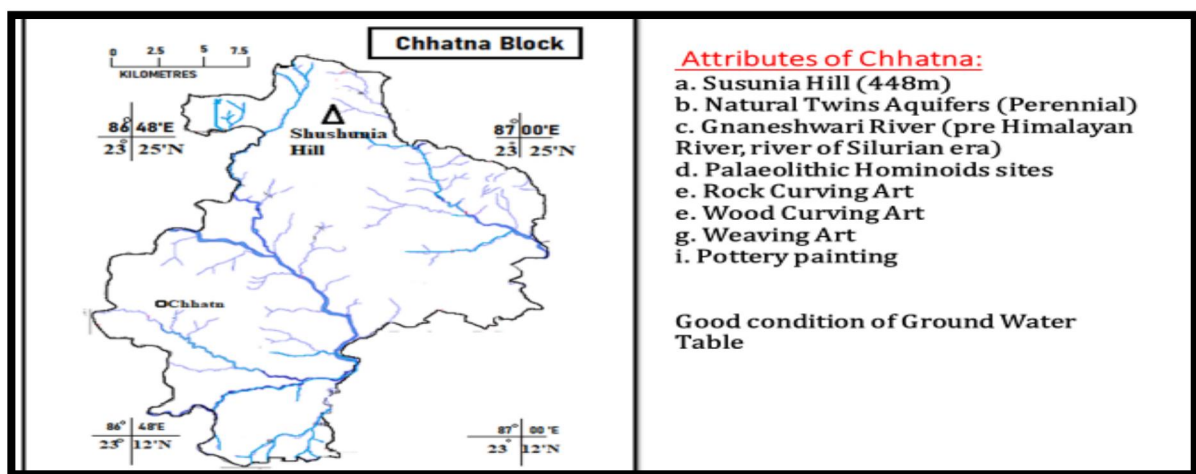 Chhatna Block
0 2.5 5 7.5
KILOMETRES
86° 48'E
23° 25'N
87° 00'E
23° 25'N
Shushunia
Hill
Chhatn
86° 48'E
23° 12'N
87° 00'E
23° 12'N
Attributes of Chhatna:
a. Susunia Hill (448m)
b. Natural Twins Aquifers (Perennial)
c. Gnaneshwari River (pre Himalayan
River, river of Silurian era)
d. Palaeolithic Hominoids sites
e. Rock Curving Art
e. Wood Curving Art
g. Weaving Art
i. Pottery painting
Good condition of Ground Water
Table